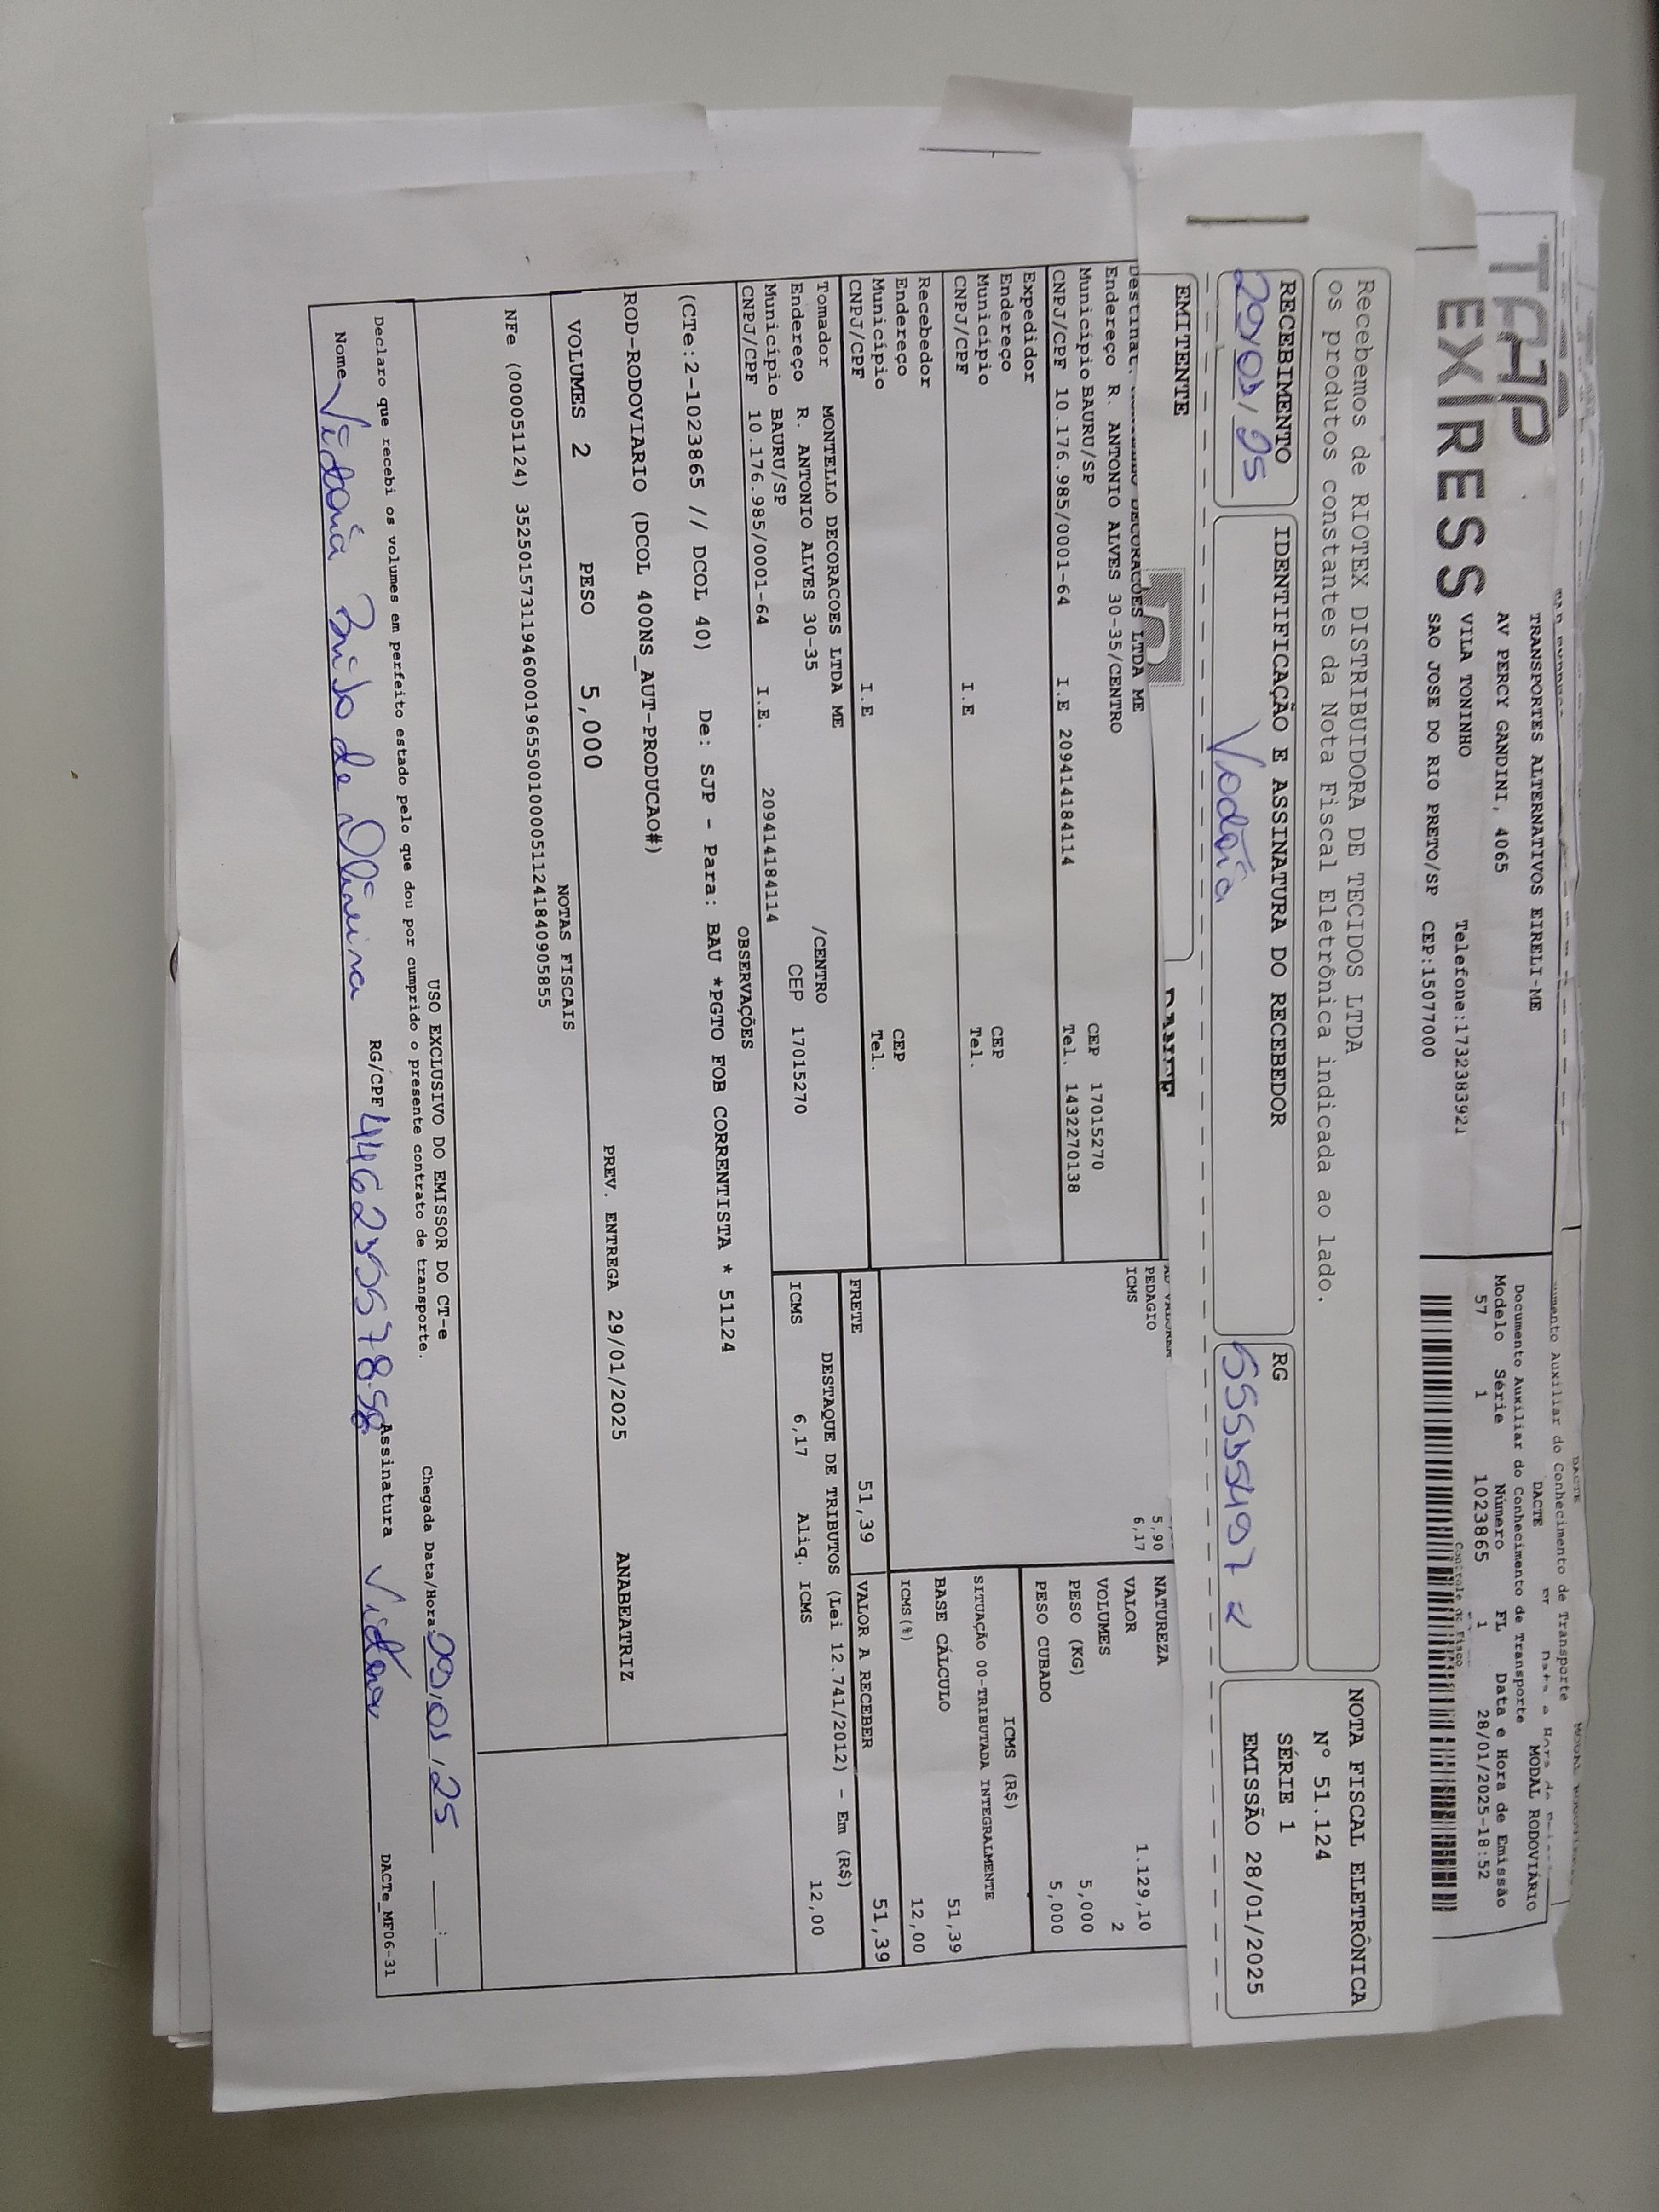 TRANSPORTES ALTERNATIVOS EIRELI-ME
AV PERCY GANDINI, 4065
VILA TONINHO Telefone:1732383921
SAO JOSE DO RIO PRETO/SP CEP:15077000
EXPRESS
DACTE MODAL RODOVIÁRIO
Documento Auxiliar do Conhecimento de Transporte
Modelo Série Número FL Data e Hora de Emissão
57 1 1023865 1 28/01/2025-18:52
Recebemos de RIOTEX DISTRIBUIDORA DE TECIDOS LTDA
os produtos constantes da Nota Fiscal Eletrônica indicada ao lado.
NOTA FISCAL ELETRÔNICA
Nº 51.124
SÉRIE 1
EMISSÃO 28/01/2025
RECEBIMENTO
29/01/25
IDENTIFICAÇÃO E ASSINATURA DO RECEBEDOR
RG
EMITENTE
DECORACOES LTDA ME
Endereço R. ANTONIO ALVES 30-35/CENTRO
Município BAURU/SP CEP 17015270
CNPJ/CPF 10.176.985/0001-64 I.E 209414184114 Tel. 1432270138
Expedidor
Endereço
Município CEP
CNPJ/CPF I.E Tel.
Recebedor
Endereço
Município CEP
CNPJ/CPF I.E Tel.
PEDAGIO 5,90
ICMS 6,17
NATUREZA
VALOR 1.129,10
VOLUMES 2
PESO (KG) 5,000
PESO CUBADO 5,000
ICMS (R$)
SITUAÇÃO 00-TRIBUTADA INTEGRALMENTE
BASE CÁLCULO 51,39
ICMS(%) 12,00
Tomador MONTELLO DECORACOES LTDA ME
Endereço R. ANTONIO ALVES 30-35 /CENTRO
Município BAURU/SP CEP 17015270
CNPJ/CPF 10.176.985/0001-64 I.E. 209414184114
FRETE 51,39 VALOR A RECEBER 51,39
DESTAQUE DE TRIBUTOS (Lei 12.741/2012) - Em (R$)
ICMS 6,17 Aliq. ICMS 12,00
OBSERVAÇÕES
(CTe:2-1023865 // DCOL 40) De: SJP - Para: BAU *PGTO FOB CORRENTISTA * 51124
ROD-RODOVIARIO (DCOL 400NS_AUT-PRODUCAO#)
PREV. ENTREGA 29/01/2025 ANABEATRIZ
VOLUMES 2 PESO 5,000
NOTAS FISCAIS
NFe (000051124) 35250157311946000196550010000511241840905855
USO EXCLUSIVO DO EMISSOR DO CT-e
Declaro que recebi os volumes em perfeito estado pelo que dou por cumprido o presente contrato de transporte.
Chegada Data/Hora: 29/01/25
Nome Vitória Brito de Oliveira RG/CPF Assinatura Vitória
DACTe_MF06-31